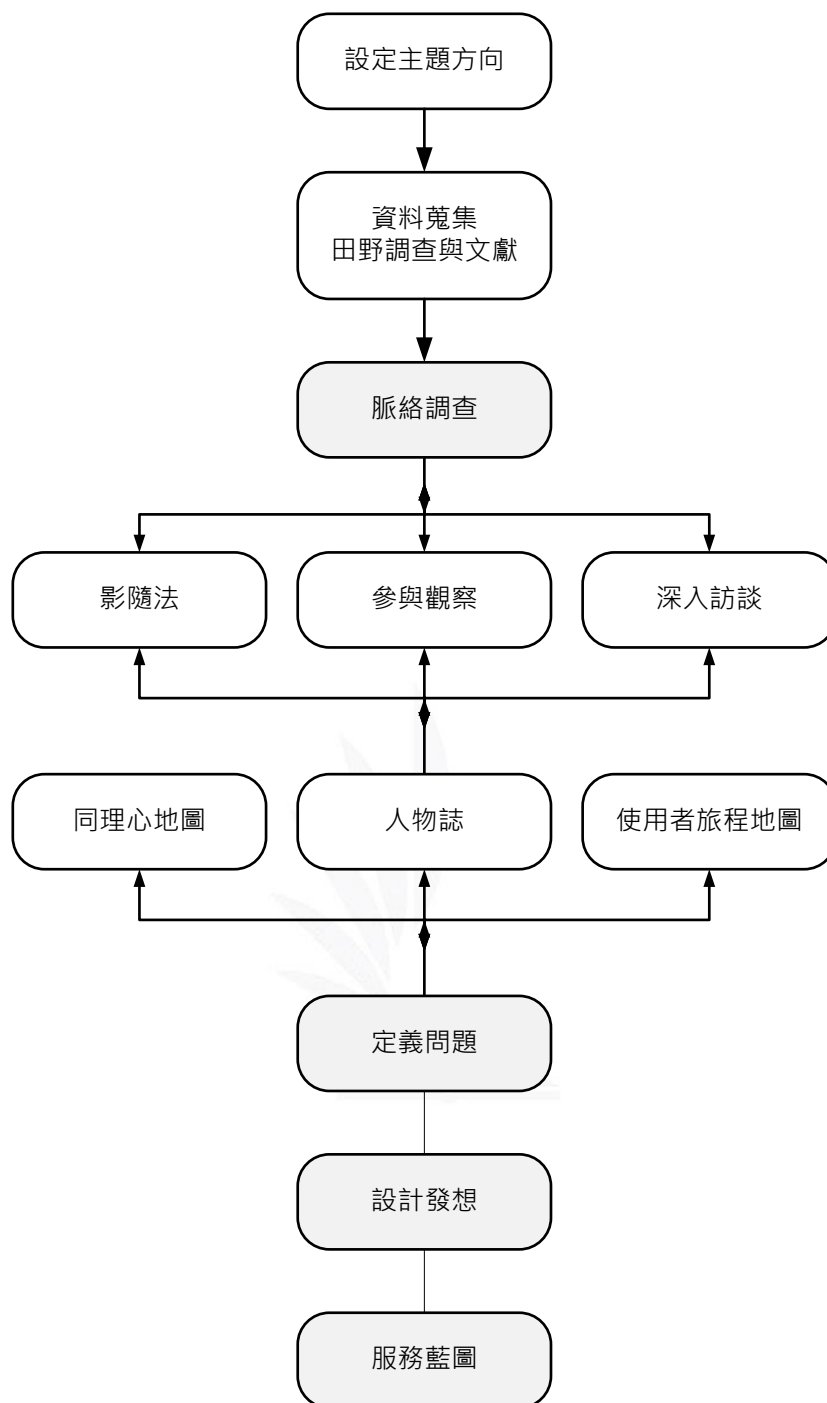 設定主題方向
資料蒐集
田野調查與文獻
脈絡調查
影隨法
參與觀察
深入訪談
同理心地圖
人物誌
使用者旅程地圖
定義問題
設計發想
服務藍圖